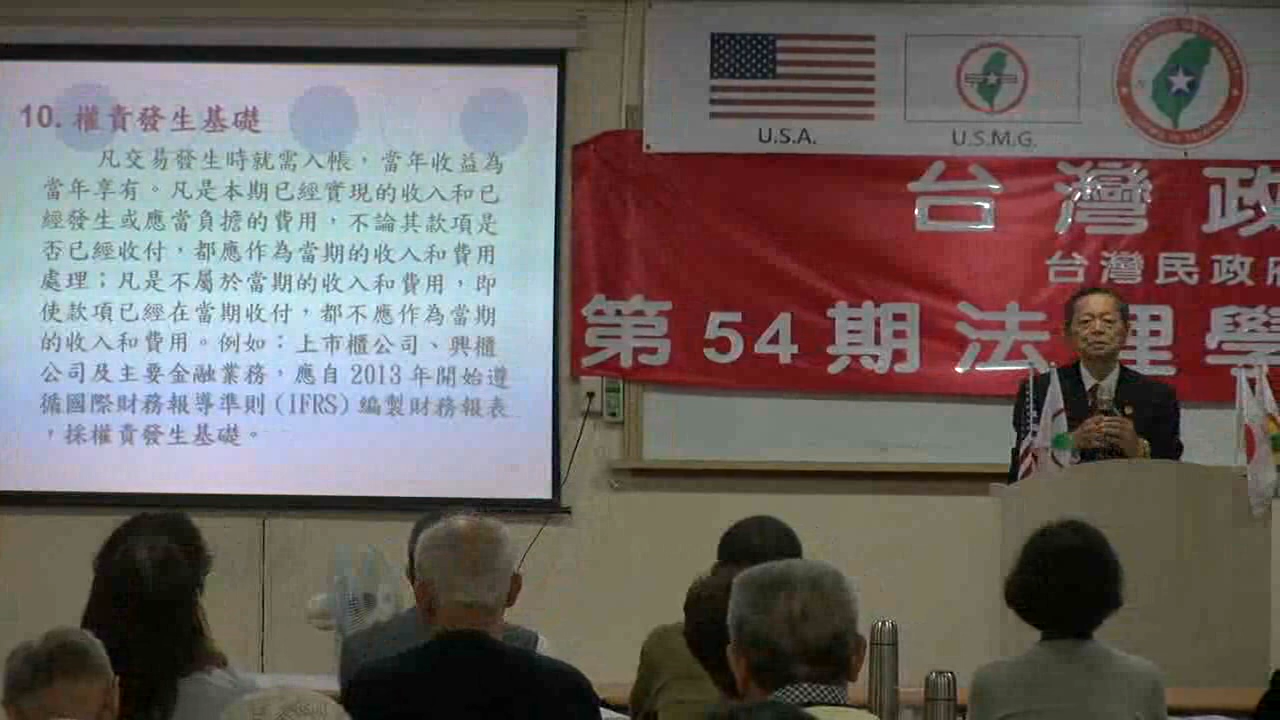 10. 權責發生基礎
凡交易發生時就需入帳，當年收益為
當年享有。凡是本期已經實現的收入和已
經發生或應當負擔的費用，不論其款項是
否已經收付，都應作為當期的收入和費用
處理；凡是不屬於當期的收入和費用，即
使款項已經在當期收付，都不應作為當期
的收入和費用。例如：上市櫃公司、興櫃
公司及主要金融業務，應自 2013 年開始遵
循國際財務報導準則 (IFRS) 編製財務報表
，採權責發生基礎。
U.S.A.
U.S.M.G.
台灣政
台灣民政府
第54期法理學